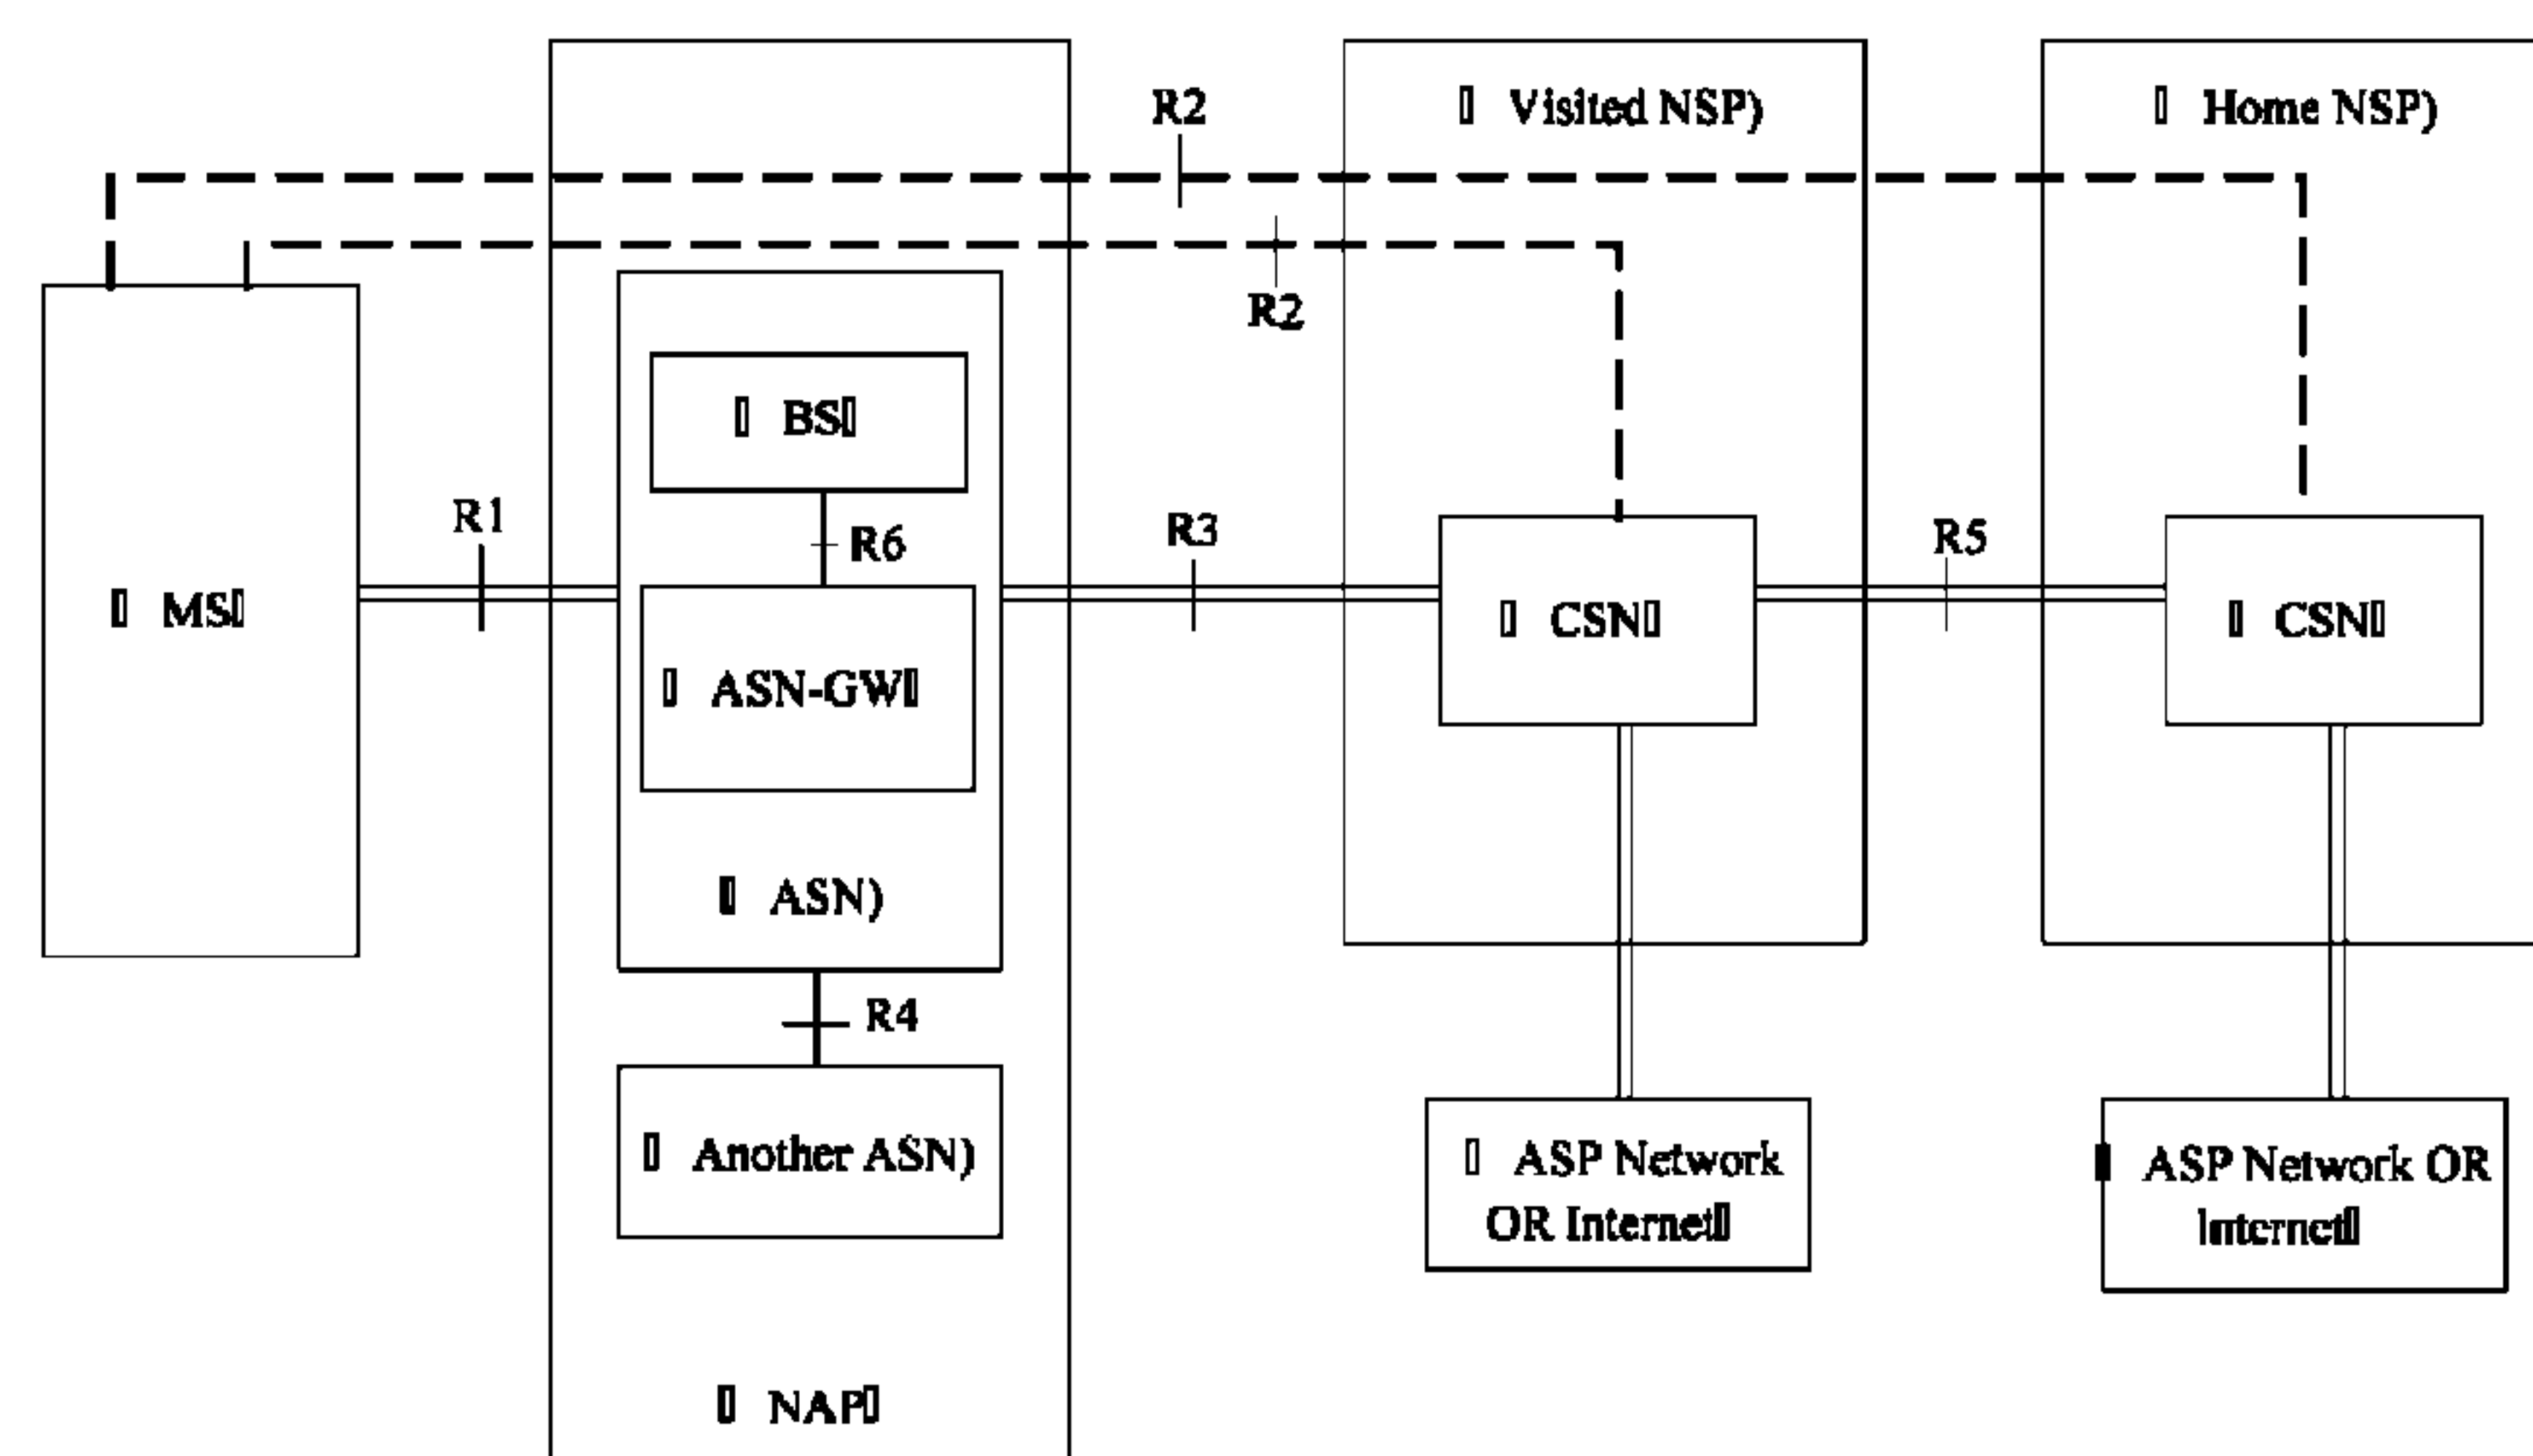 R2
Visited NSP)
Home NSP)
R2
BS
R1
R6
R3
R5
MS
CSN
CSN
ASN-GW
ASN)
R4
Another ASN)
ASP Network
OR Internet
ASP Network OR
Internet
NAP